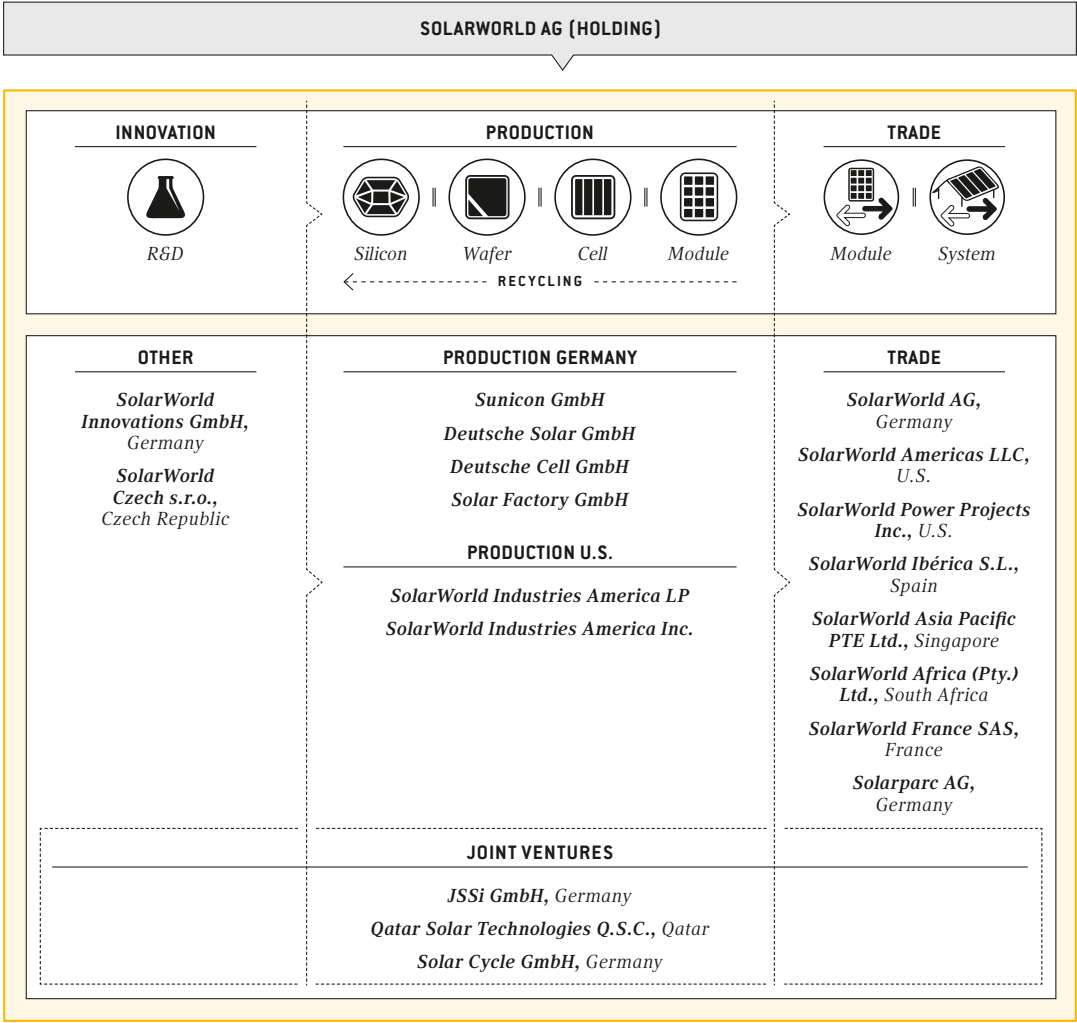 SOLARWORLD AG (HOLDING)
INNOVATION
R&D
PRODUCTION
Silicon
Wafer
Cell
Module
RECYCLING
TRADE
Module
System
OTHER
SolarWorld
Innovations GmbH,
Germany
SolarWorld
Czech s.r.o.,
Czech Republic
PRODUCTION GERMANY
Sunicon GmbH
Deutsche Solar GmbH
Deutsche Cell GmbH
Solar Factory GmbH
PRODUCTION U.S.
SolarWorld Industries America LP
SolarWorld Industries America Inc.
TRADE
SolarWorld AG,
Germany
SolarWorld Americas LLC,
U.S.
SolarWorld Power Projects
Inc., U.S.
SolarWorld Ibérica S.L.,
Spain
SolarWorld Asia Pacific
PTE Ltd., Singapore
SolarWorld Africa (Pty.)
Ltd., South Africa
SolarWorld France SAS,
France
Solarparc AG,
Germany
JOINT VENTURES
JSSi GmbH, Germany
Qatar Solar Technologies Q.S.C., Qatar
Solar Cycle GmbH, Germany